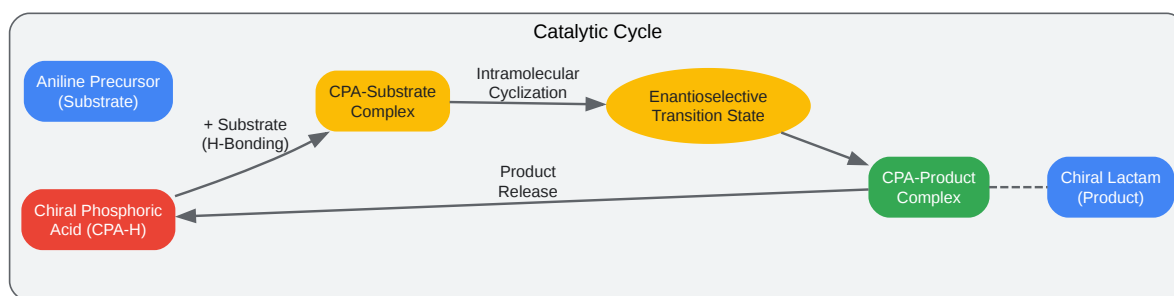 Catalytic Cycle
Aniline Precursor
(Substrate)
CPA-Substrate
Complex
Intramolecular
Cyclization
Enantioselective
Transition State
+ Substrate
(H-Bonding)
Product
Release
CPA-Product
Complex
Chiral Lactam
(Product)
Chiral Phosphoric
Acid (CPA-H)